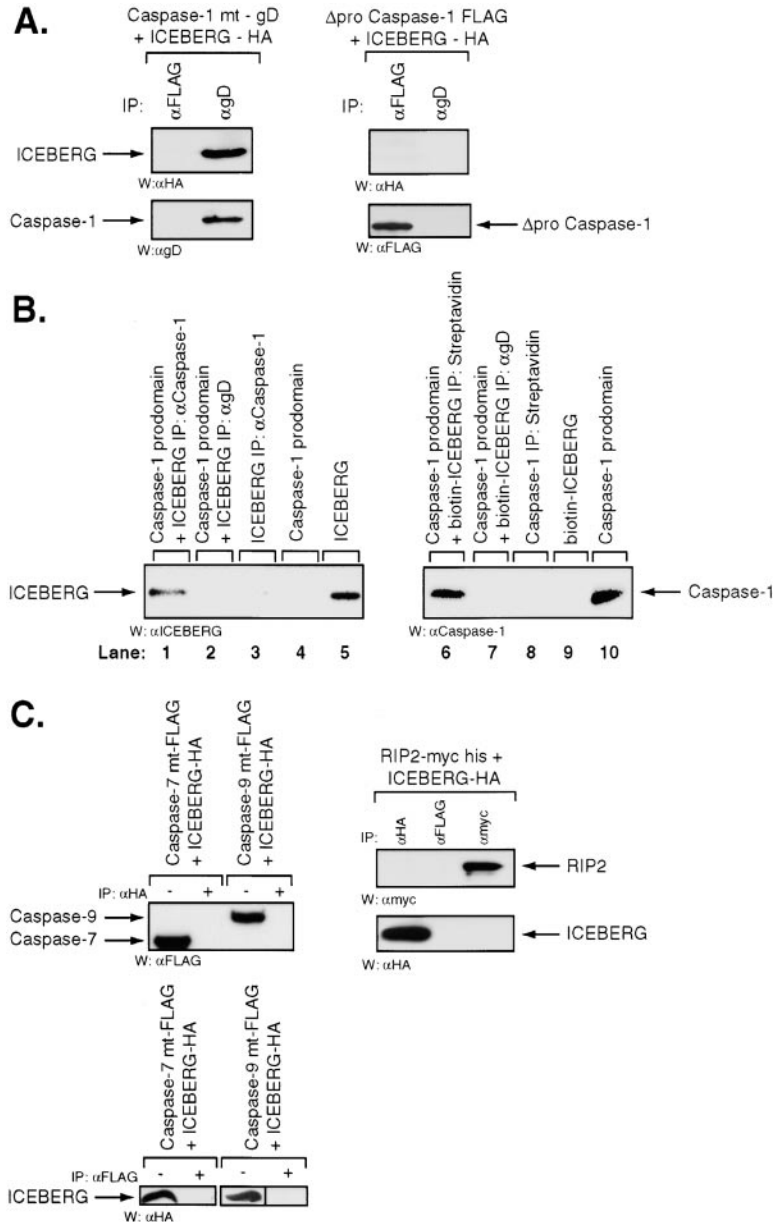 A.
Caspase-1 mt - gD
+ ICEBERG - HA
Δpro Caspase-1 FLAG
+ ICEBERG - HA
IP:
αFLAG
αgD
αFLAG
αgD
ICEBERG
W:αHA
W: αHA
Caspase-1
Δpro Caspase-1
W:αgD
W: αFLAG
B.
Caspase-1 prodomain
+ ICEBERG IP: αCaspase-1
Caspase-1 prodomain
+ ICEBERG IP: αgD
ICEBERG IP: αCaspase-1
Caspase-1 prodomain
ICEBERG
Caspase-1 prodomain
+ biotin-ICEBERG IP: Streptavidin
Caspase-1 prodomain
+ biotin-ICEBERG IP: αgD
Caspase-1 IP: Streptavidin
biotin-ICEBERG
Caspase-1 prodomain
ICEBERG
Caspase-1
W: αICEBERG
W: αCaspase-1
Lane: 1 2 3 4 5 6 7 8 9 10
C.
Caspase-7 mt-FLAG
+ ICEBERG-HA
Caspase-9 mt-FLAG
+ ICEBERG-HA
IP: αHA - + - +
Caspase-9
Caspase-7
W: αFLAG
RIP2-myc his +
ICEBERG-HA
IP:
αHA
αFLAG
αmyc
RIP2
W: αmyc
ICEBERG
W: αHA
Caspase-7 mt-FLAG
+ ICEBERG-HA
Caspase-9 mt-FLAG
+ ICEBERG-HA
IP: αFLAG - + - +
ICEBERG
W: αHA